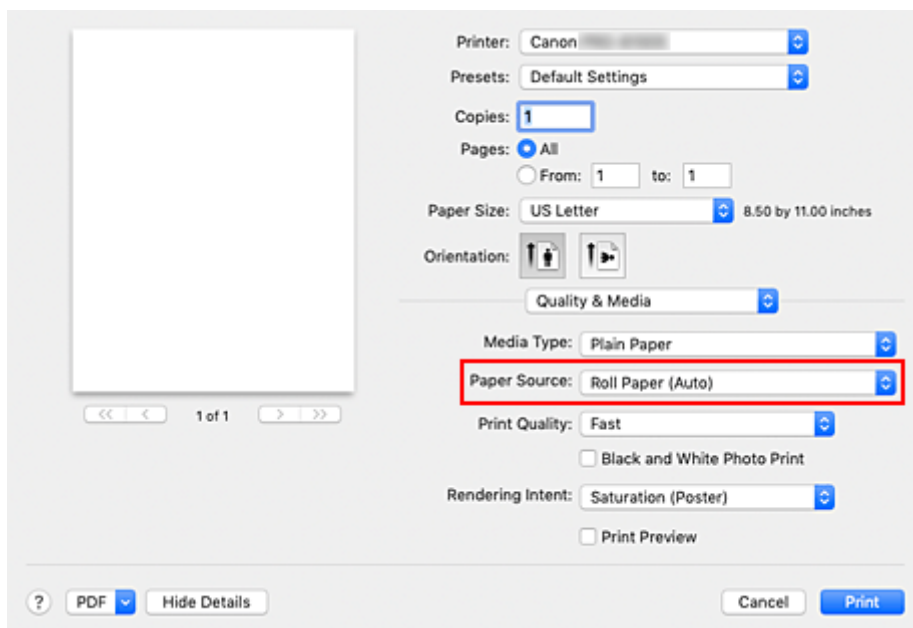 Printer: Canon
Presets: Default Settings
Copies: 1
Pages: All
From: 1 to: 1
Paper Size: US Letter 8.50 by 11.00 inches
Orientation:
Quality & Media
Media Type: Plain Paper
Paper Source: Roll Paper (Auto)
<< < 1 of 1 > >>
Print Quality: Fast
Black and White Photo Print
Rendering Intent: Saturation (Poster)
Print Preview
? PDF Hide Details Cancel Print